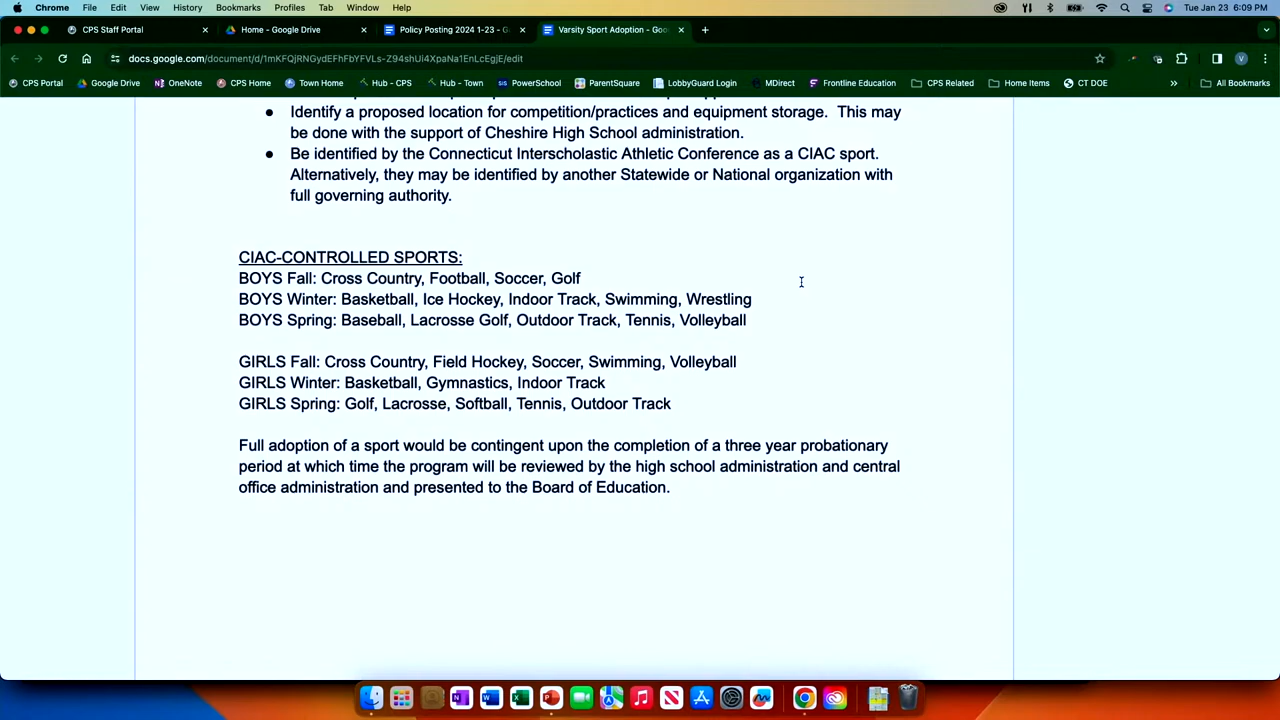 Chrome File Edit View History Bookmarks Profiles Tab Window Help Tue Jan 23 6:09 PM
CPS Staff Portal Home - Google Drive Policy Posting 2024 1-23 - G Varsity Sport Adoption - Goo
docs.google.com/document/d/1mKFQjRNGydEFhFbYFVLs-Z94shUi4XpaNa1EnLcEgjE/edit
CPS Portal Google Drive OneNote CPS Home Town Home Hub - CPS Hub - Town PowerSchool ParentSquare LobbyGuard Login MDirect Frontline Education CPS Related Home Items CT DOE All Bookmarks
● Identify a proposed location for competition/practices and equipment storage. This may
be done with the support of Cheshire High School administration.
● Be identified by the Connecticut Interscholastic Athletic Conference as a CIAC sport.
Alternatively, they may be identified by another Statewide or National organization with
full governing authority.
CIAC-CONTROLLED SPORTS:
BOYS Fall: Cross Country, Football, Soccer, Golf
BOYS Winter: Basketball, Ice Hockey, Indoor Track, Swimming, Wrestling
BOYS Spring: Baseball, Lacrosse Golf, Outdoor Track, Tennis, Volleyball
GIRLS Fall: Cross Country, Field Hockey, Soccer, Swimming, Volleyball
GIRLS Winter: Basketball, Gymnastics, Indoor Track
GIRLS Spring: Golf, Lacrosse, Softball, Tennis, Outdoor Track
Full adoption of a sport would be contingent upon the completion of a three year probationary
period at which time the program will be reviewed by the high school administration and central
office administration and presented to the Board of Education.